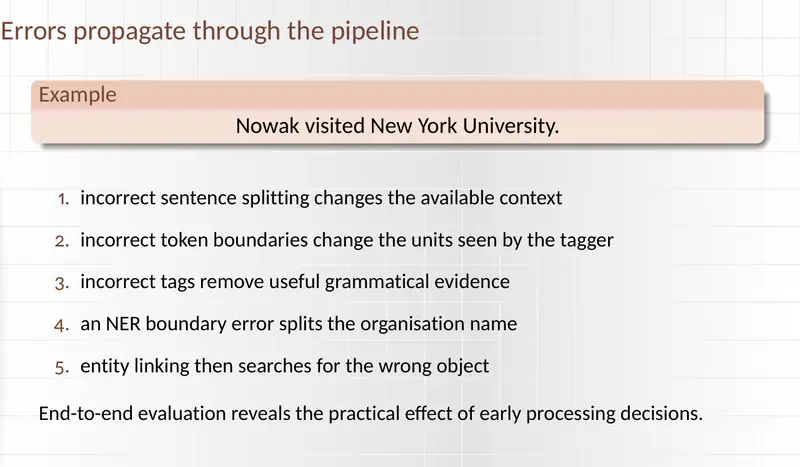 Errors propagate through the pipeline
Example
Nowak visited New York University.
1. incorrect sentence splitting changes the available context
2. incorrect token boundaries change the units seen by the tagger
3. incorrect tags remove useful grammatical evidence
4. an NER boundary error splits the organisation name
5. entity linking then searches for the wrong object
End-to-end evaluation reveals the practical effect of early processing decisions.